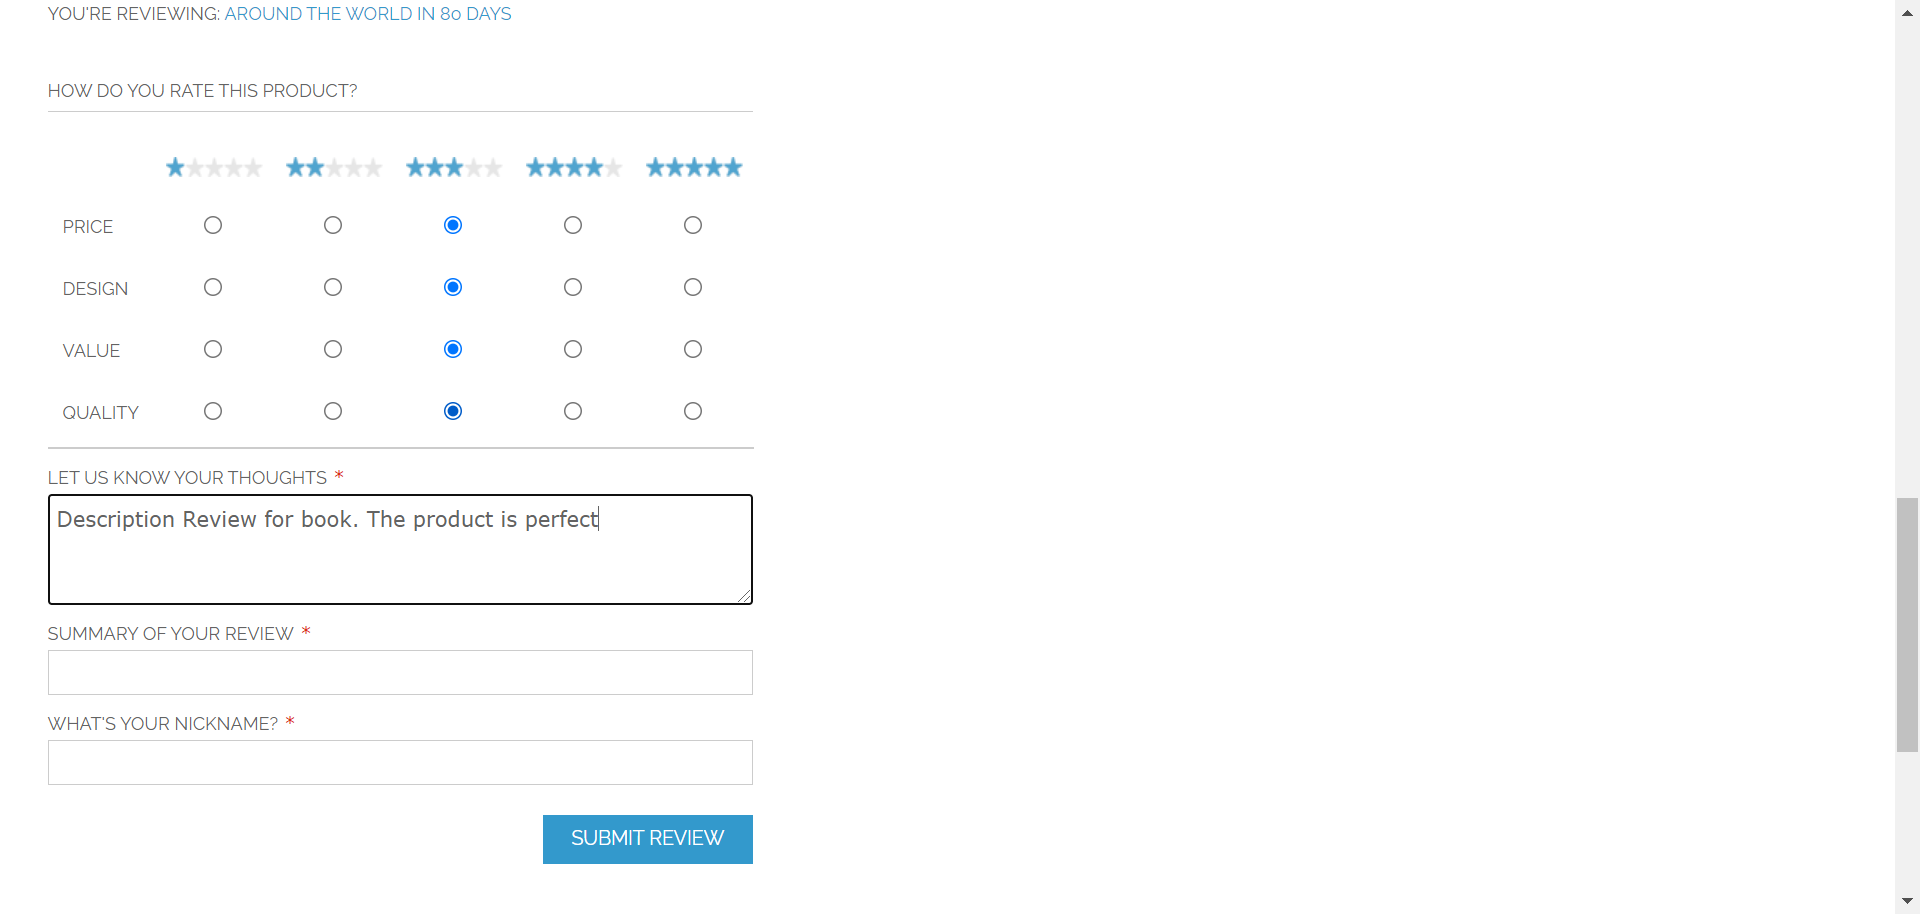 YOU'RE REVIEWING: AROUND THE WORLD IN 80 DAYS
HOW DO YOU RATE THIS PRODUCT?
PRICE
DESIGN
VALUE
QUALITY
LET US KNOW YOUR THOUGHTS *
Description Review for book. The product is perfect
SUMMARY OF YOUR REVIEW *
WHAT'S YOUR NICKNAME? *
SUBMIT REVIEW